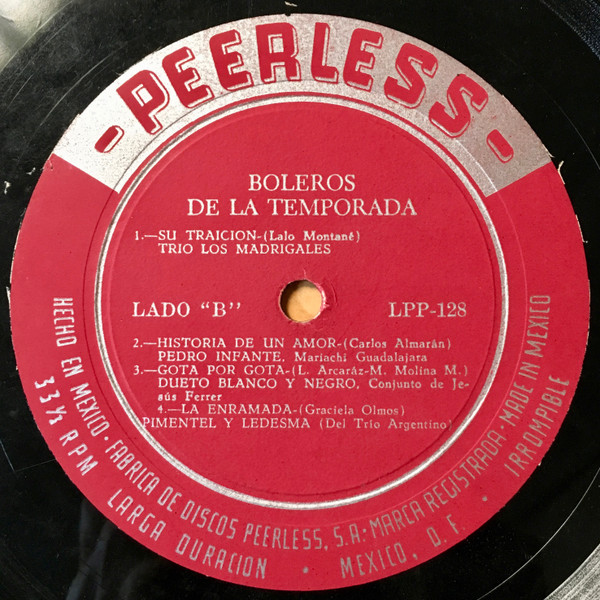 -PEERLESS-
BOLEROS
DE LA TEMPORADA
1.—SU TRAICION-(Lalo Montané)
TRIO LOS MADRIGALES
LADO "B"
LPP-128
2.—HISTORIA DE UN AMOR-(Carlos Almarán)
PEDRO INFANTE, Mariachi Guadalajara
3.—GOTA POR GOTA-(L. Arcaráz-M. Molina M.)
DUETO BLANCO Y NEGRO, Conjunto de Je-
sús Ferrer
4.—LA ENRAMADA-(Graciela Olmos)
PIMENTEL Y LEDESMA (Del Trío Argentino)
HECHO EN MEXICO · FABRICA DE DISCOS PEERLESS, S.A. · MARCA REGISTRADA · MADE IN MEXICO
33⅓ RPM LARGA DURACION · MEXICO, D. F. · IRROMPIBLE